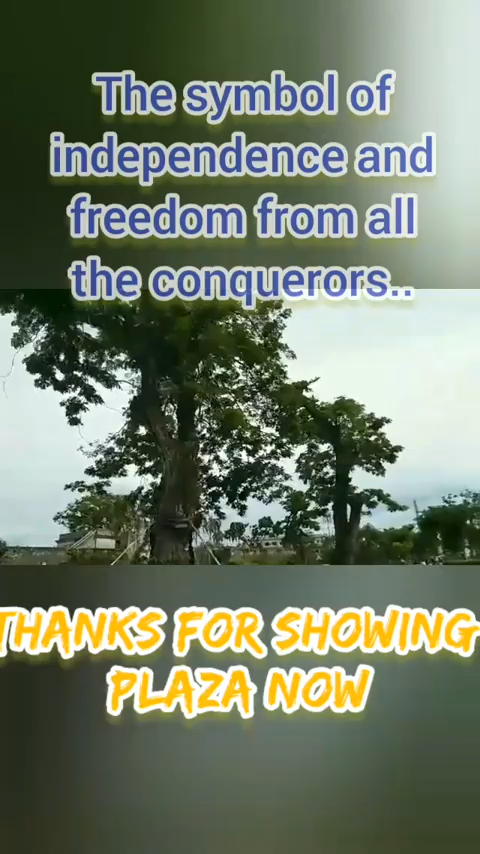 The symbol of
independence and
freedom from all
the conquerors..
THANKS FOR SHOWING
PLAZA NOW